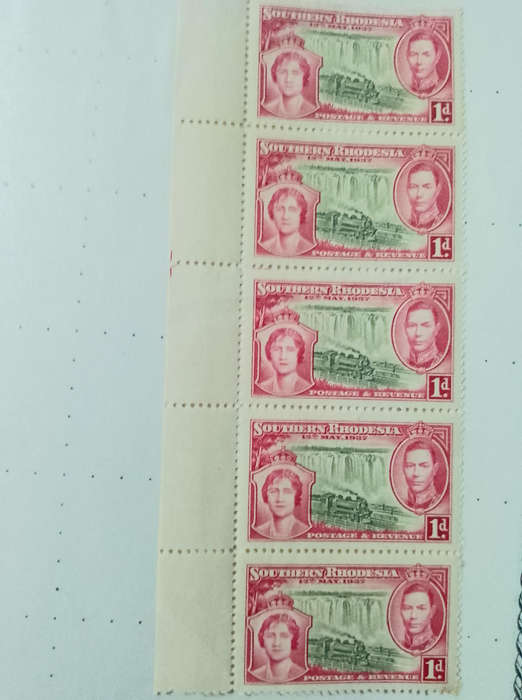 SOUTHERN RHODESIA
12TH MAY, 1937
1d.
POSTAGE & REVENUE
SOUTHERN RHODESIA
12TH MAY, 1937
1d.
POSTAGE & REVENUE
SOUTHERN RHODESIA
12TH MAY, 1937
1d.
POSTAGE & REVENUE
SOUTHERN RHODESIA
12TH MAY, 1937
1d.
POSTAGE & REVENUE
SOUTHERN RHODESIA
12TH MAY, 1937
1d.
POSTAGE & REVENUE